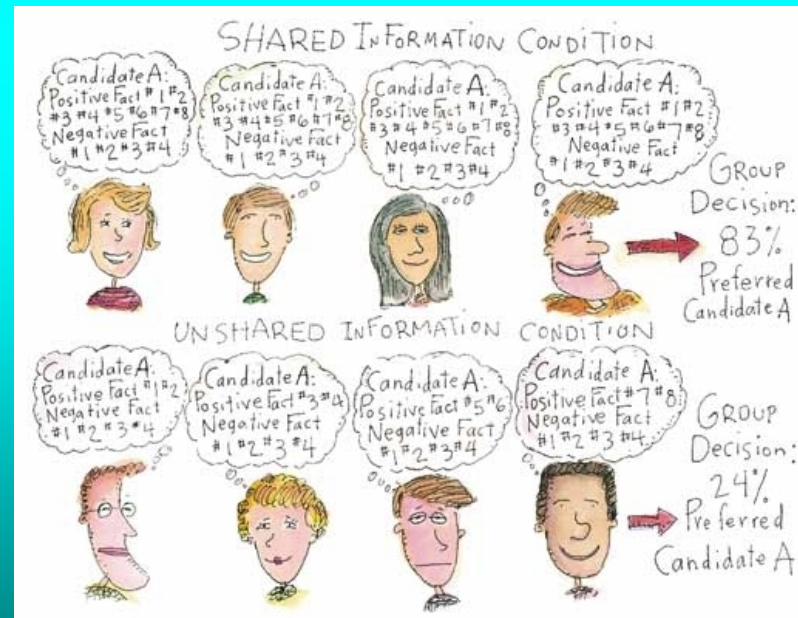 SHARED INFORMATION CONDITION
Candidate A:
Positive Fact #1 #2
#3 #4 #5 #6 #7 #8
Negative Fact
#1 #2 #3 #4
Candidate A:
Positive Fact #1 #2
#3 #4 #5 #6 #7 #8
Negative Fact
#1 #2 #3 #4
Candidate A:
Positive Fact #1 #2
#3 #4 #5 #6 #7 #8
Negative Fact
#1 #2 #3 #4
Candidate A:
Positive Fact #1 #2
#3 #4 #5 #6 #7 #8
Negative Fact
#1 #2 #3 #4
GROUP
Decision:
83%
Preferred
Candidate A
UNSHARED INFORMATION CONDITION
Candidate A:
Positive Fact #1 #2
Negative Fact
#1 #2 #3 #4
Candidate A:
Positive Fact #3 #4
Negative Fact
#1 #2 #3 #4
Candidate A:
Positive Fact #5 #6
Negative Fact
#1 #2 #3 #4
Candidate A:
Positive Fact #7 #8
Negative Fact
#1 #2 #3 #4
GROUP
Decision:
24%
Preferred
Candidate A